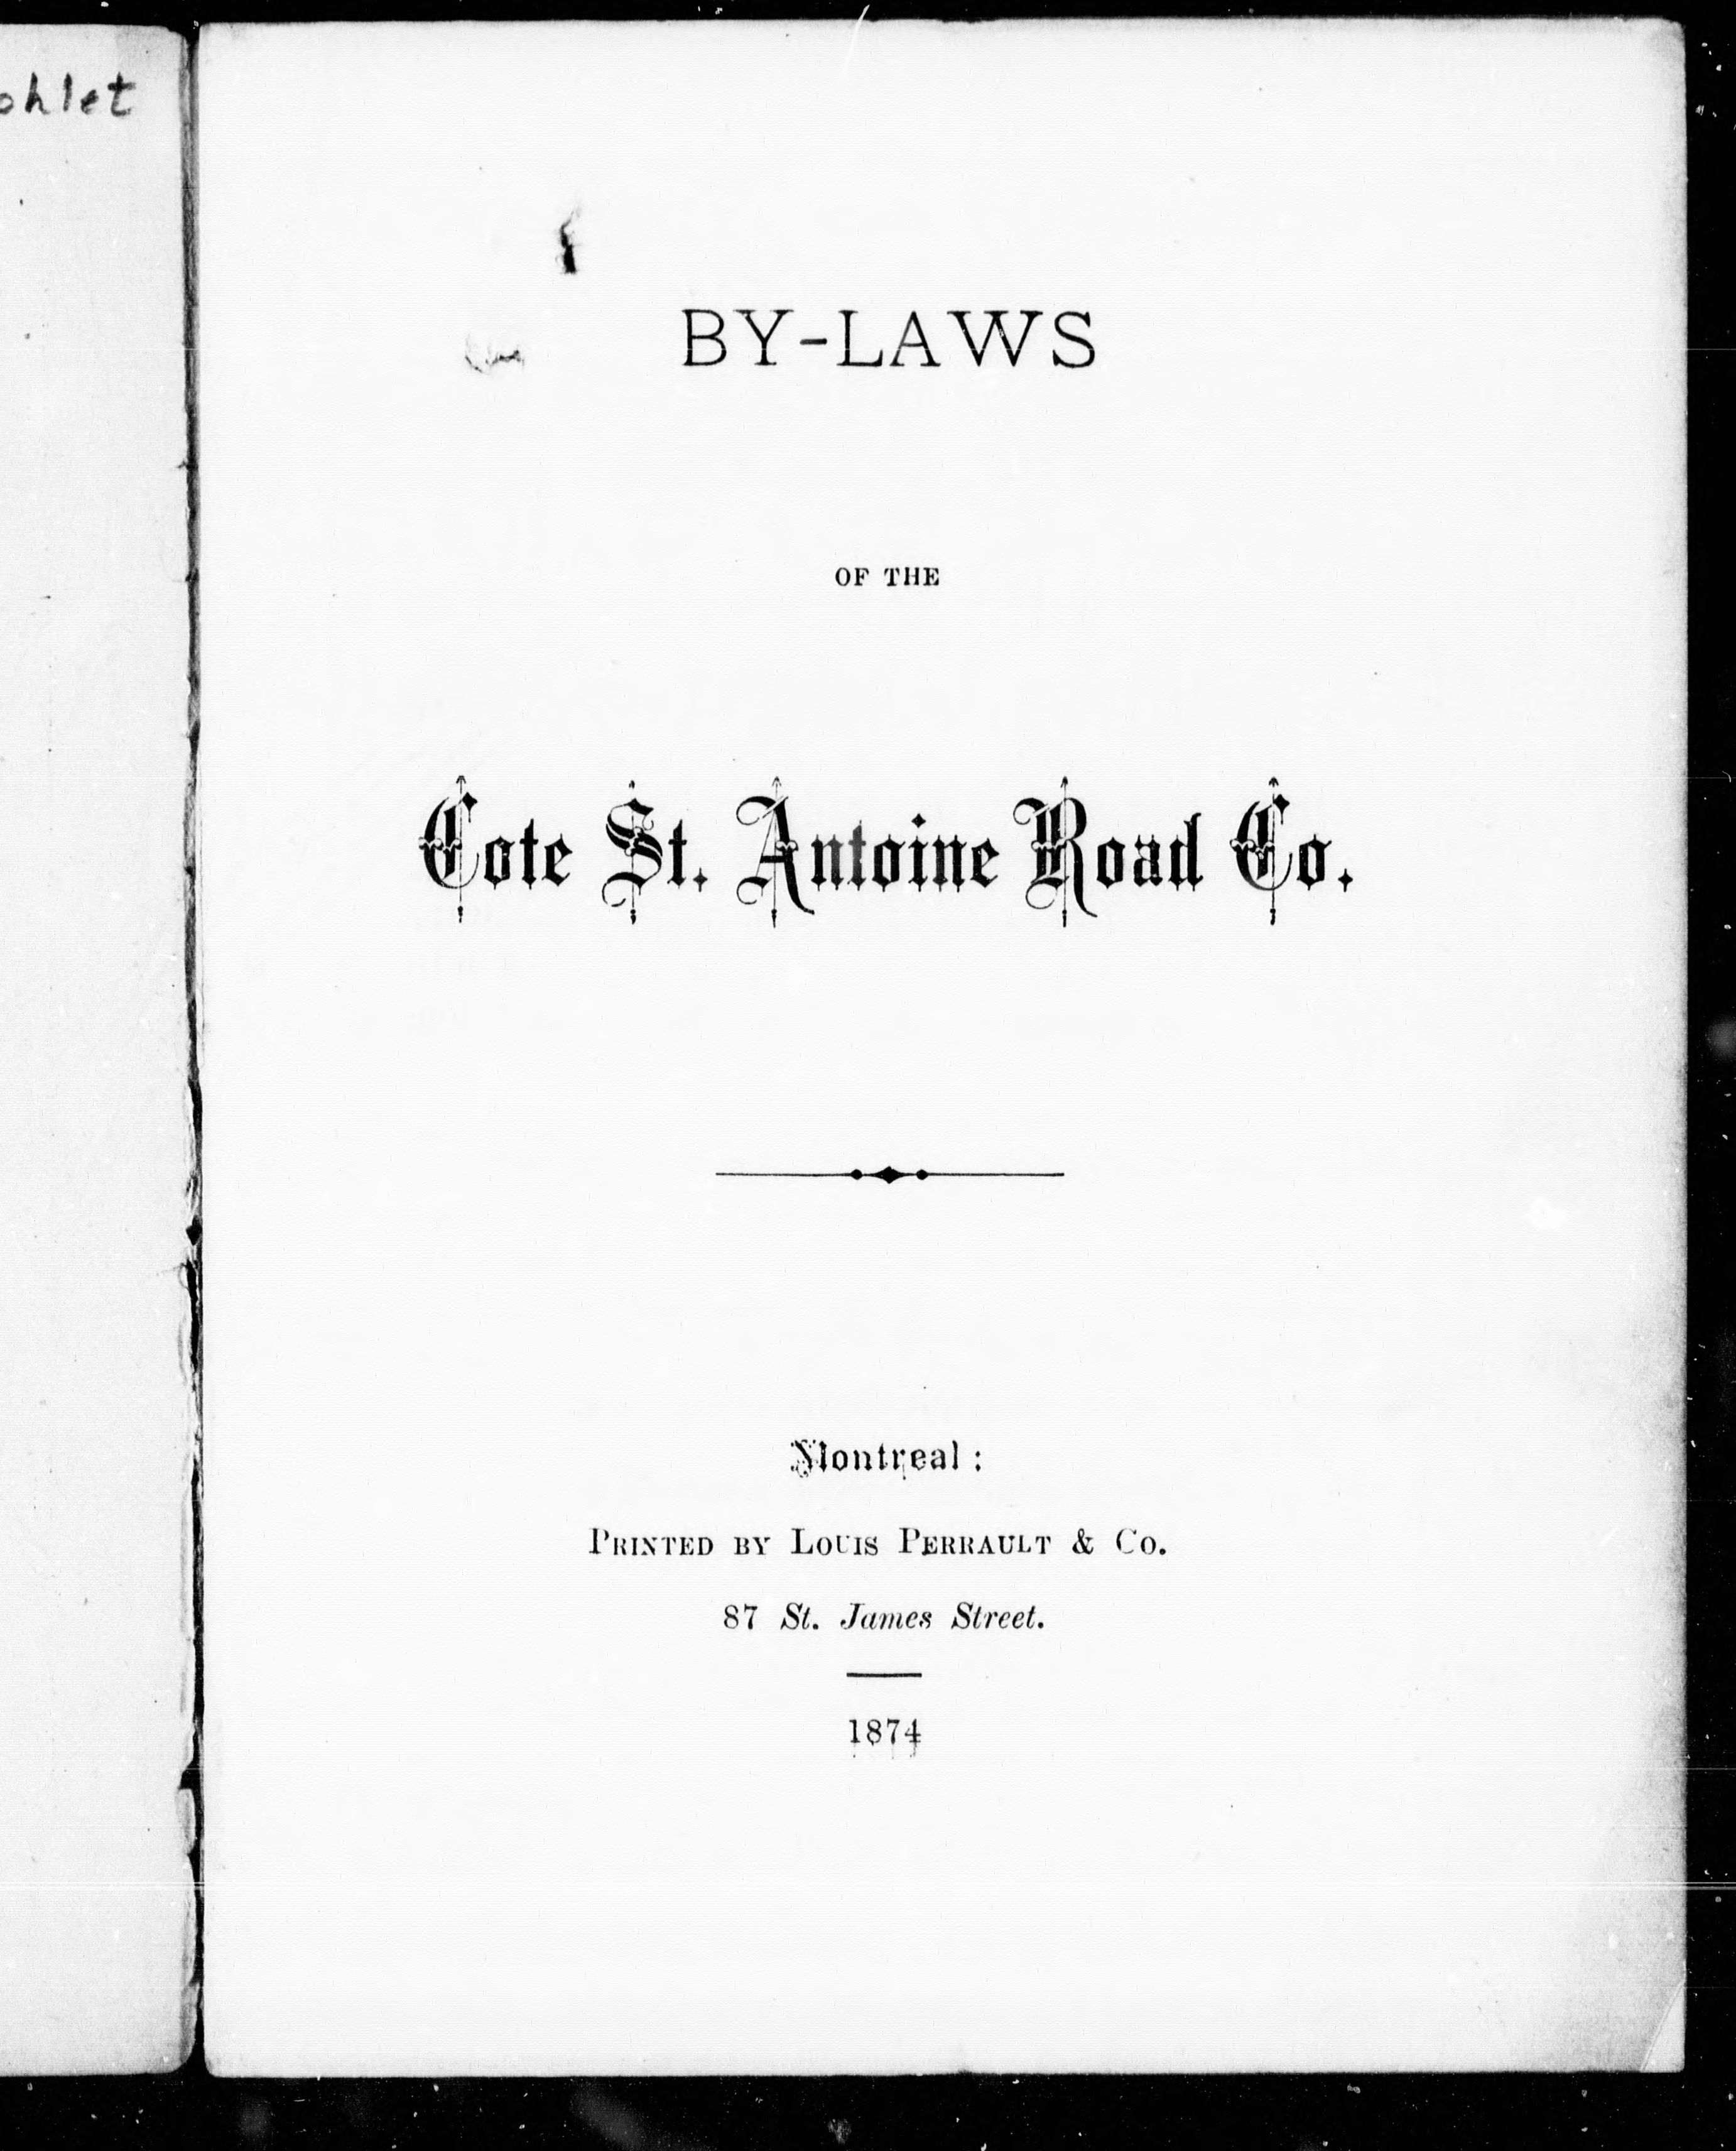 BY-LAWS
OF THE
Cote St. Antoine Road Co.
Montreal :
PRINTED BY LOUIS PERRAULT & CO.
87 St. James Street.
1874